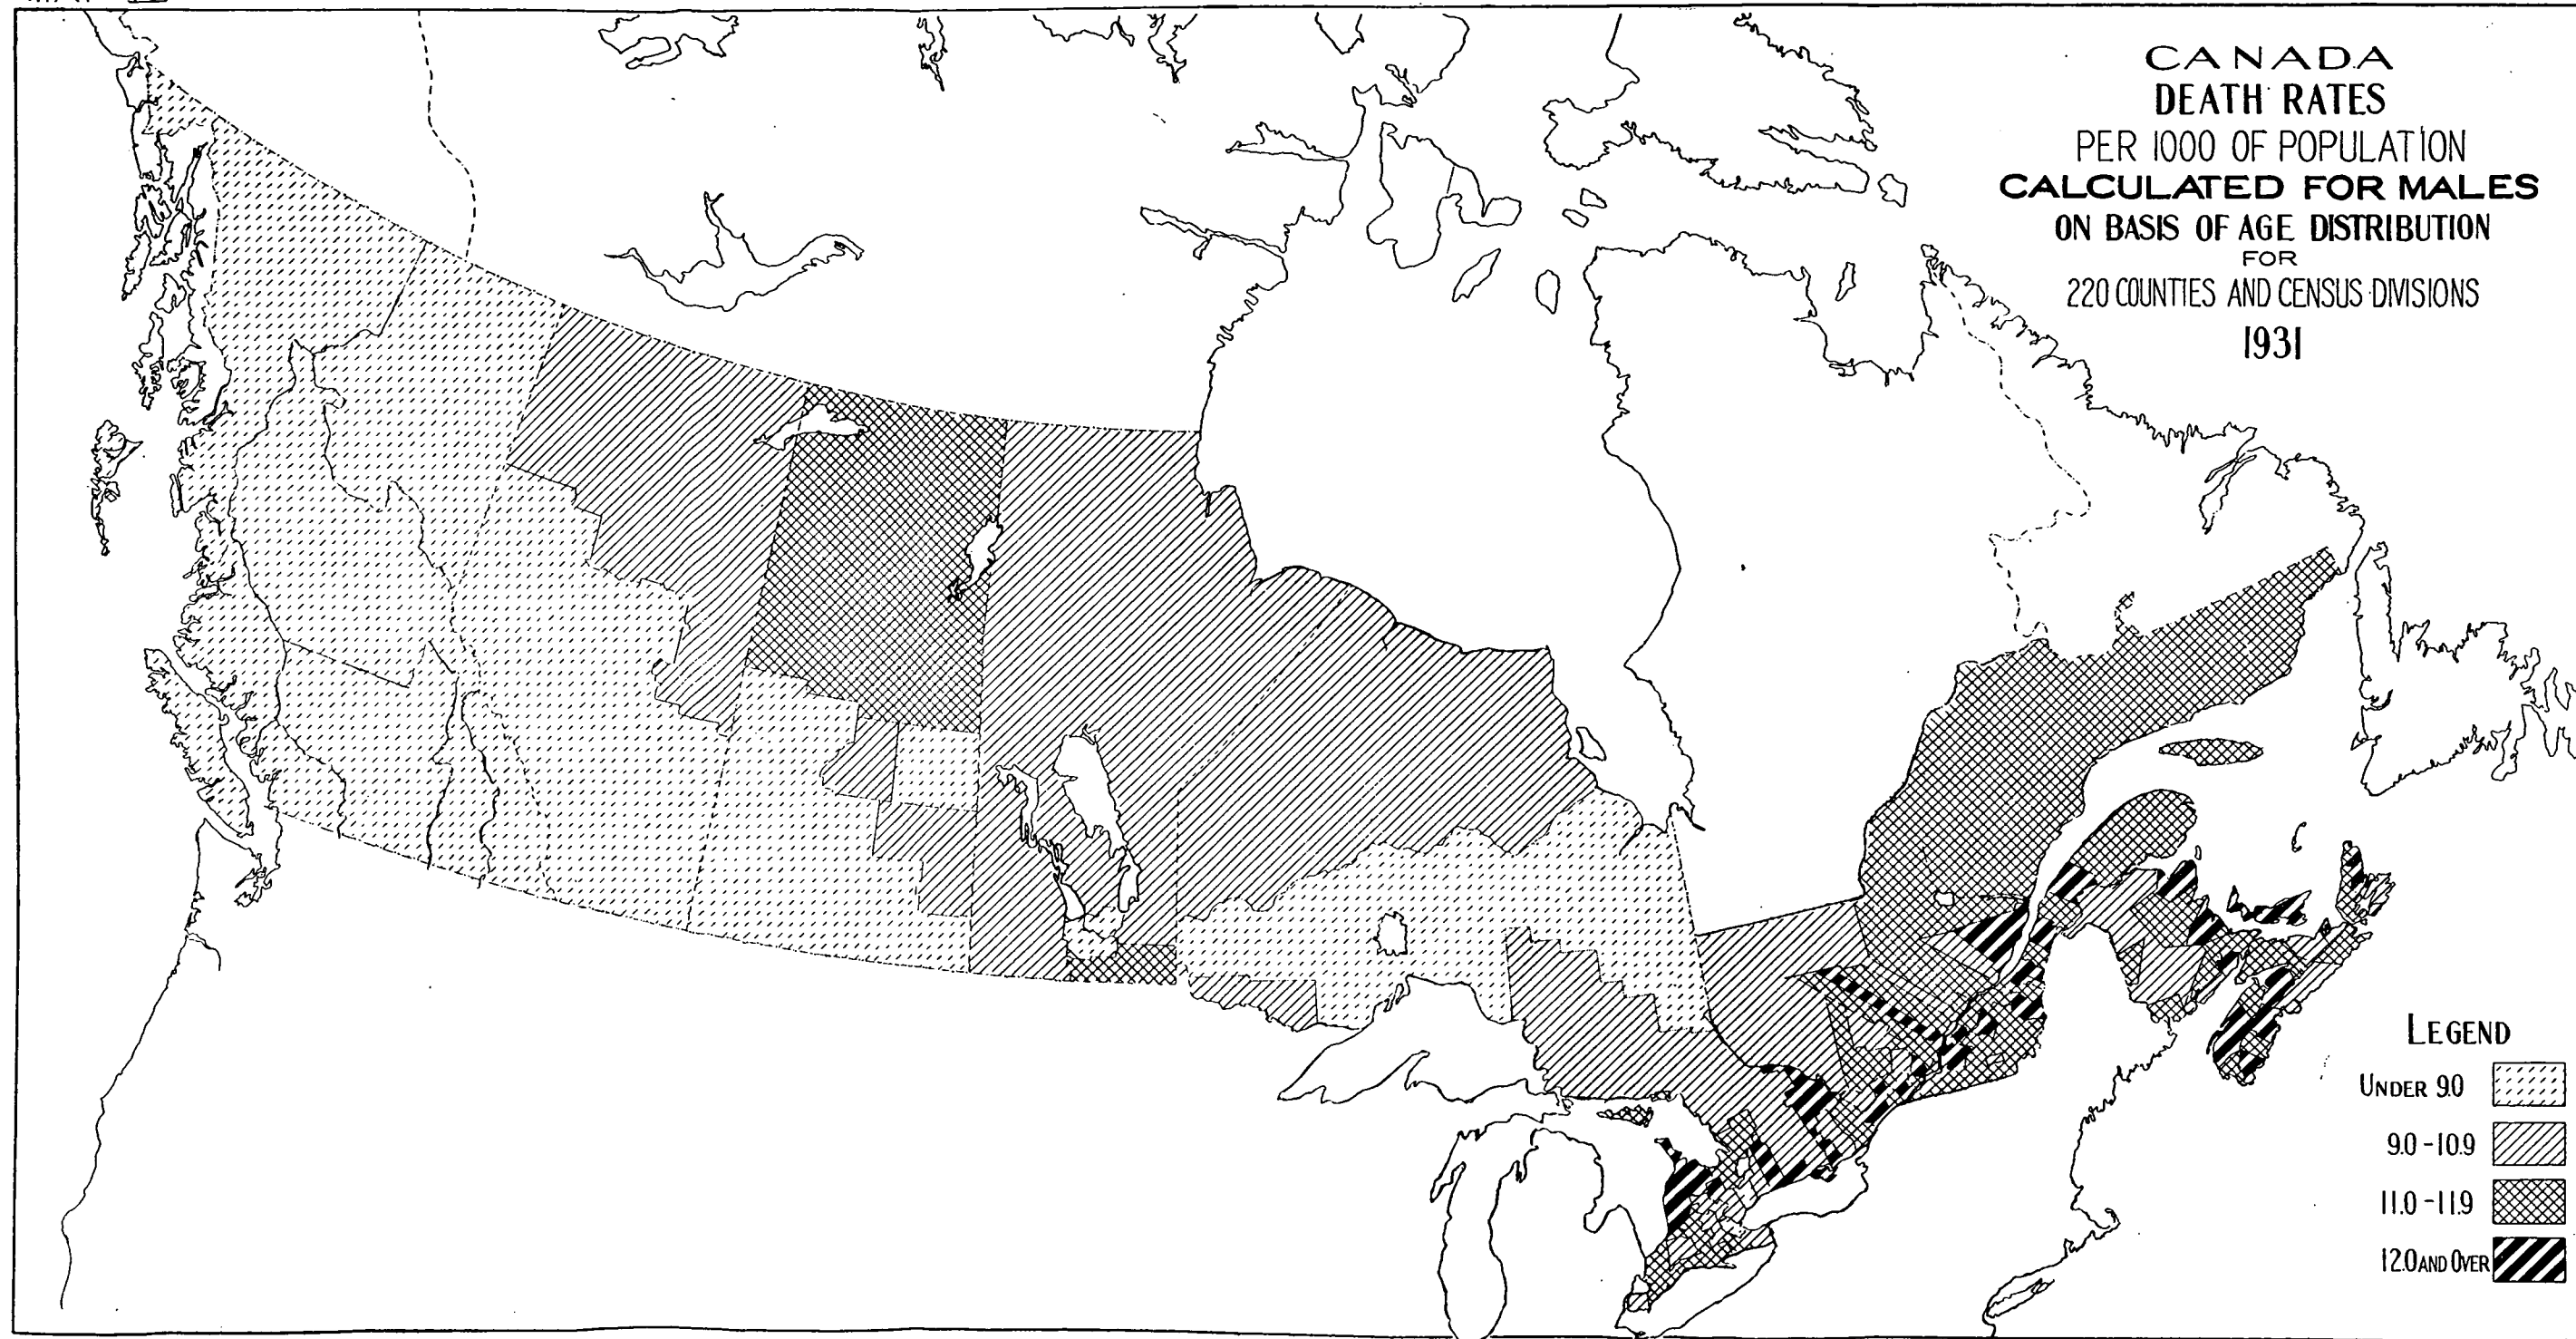 CANADA
DEATH RATES
PER 1000 OF POPULATION
CALCULATED FOR MALES
ON BASIS OF AGE DISTRIBUTION
FOR
220 COUNTIES AND CENSUS DIVISIONS
1931
LEGEND
UNDER 9.0
9.0-10.9
11.0-11.9
12.0 AND OVER